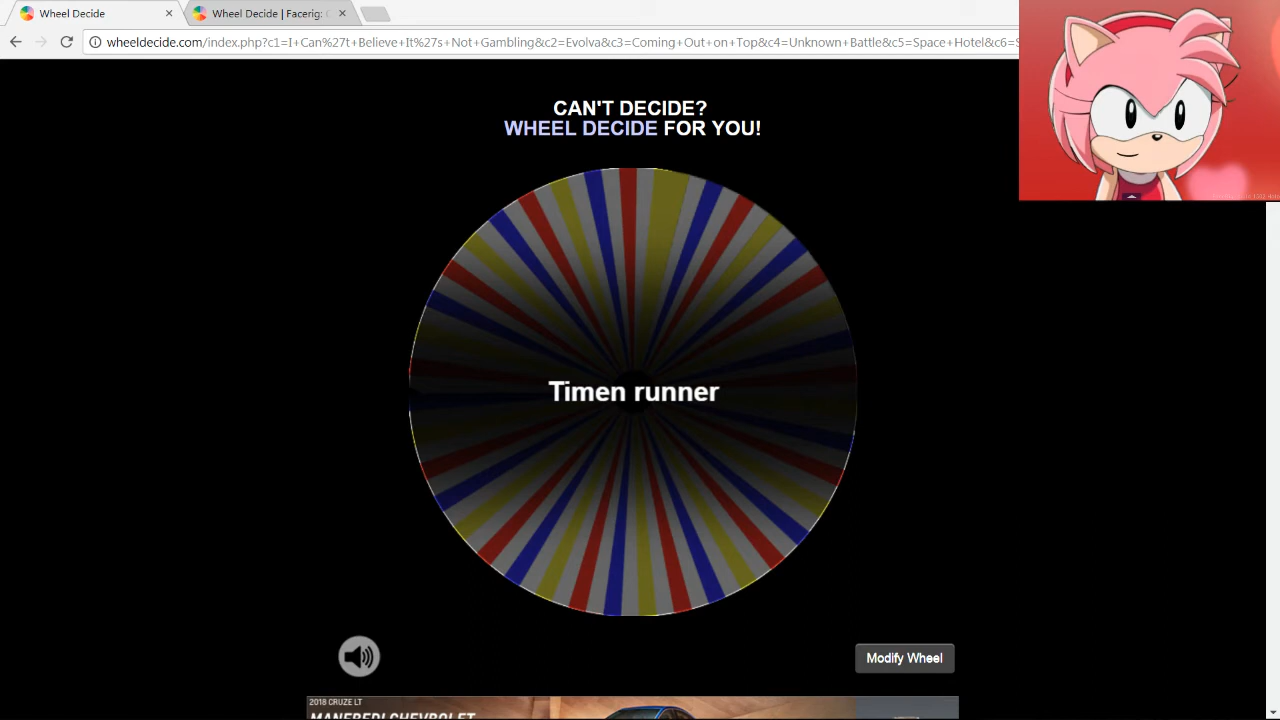 Wheel Decide
Wheel Decide | Facerig: C
wheeldecide.com/index.php?c1=I+Can%27t+Believe+It%27s+Not+Gambling&c2=Evolva&c3=Coming+Out+on+Top&c4=Unknown+Battle&c5=Space+Hotel&c6=S
CAN'T DECIDE?
WHEEL DECIDE FOR YOU!
Timen runner
Modify Wheel
2018 CRUZE LT
MANFREDI CHEVROLET